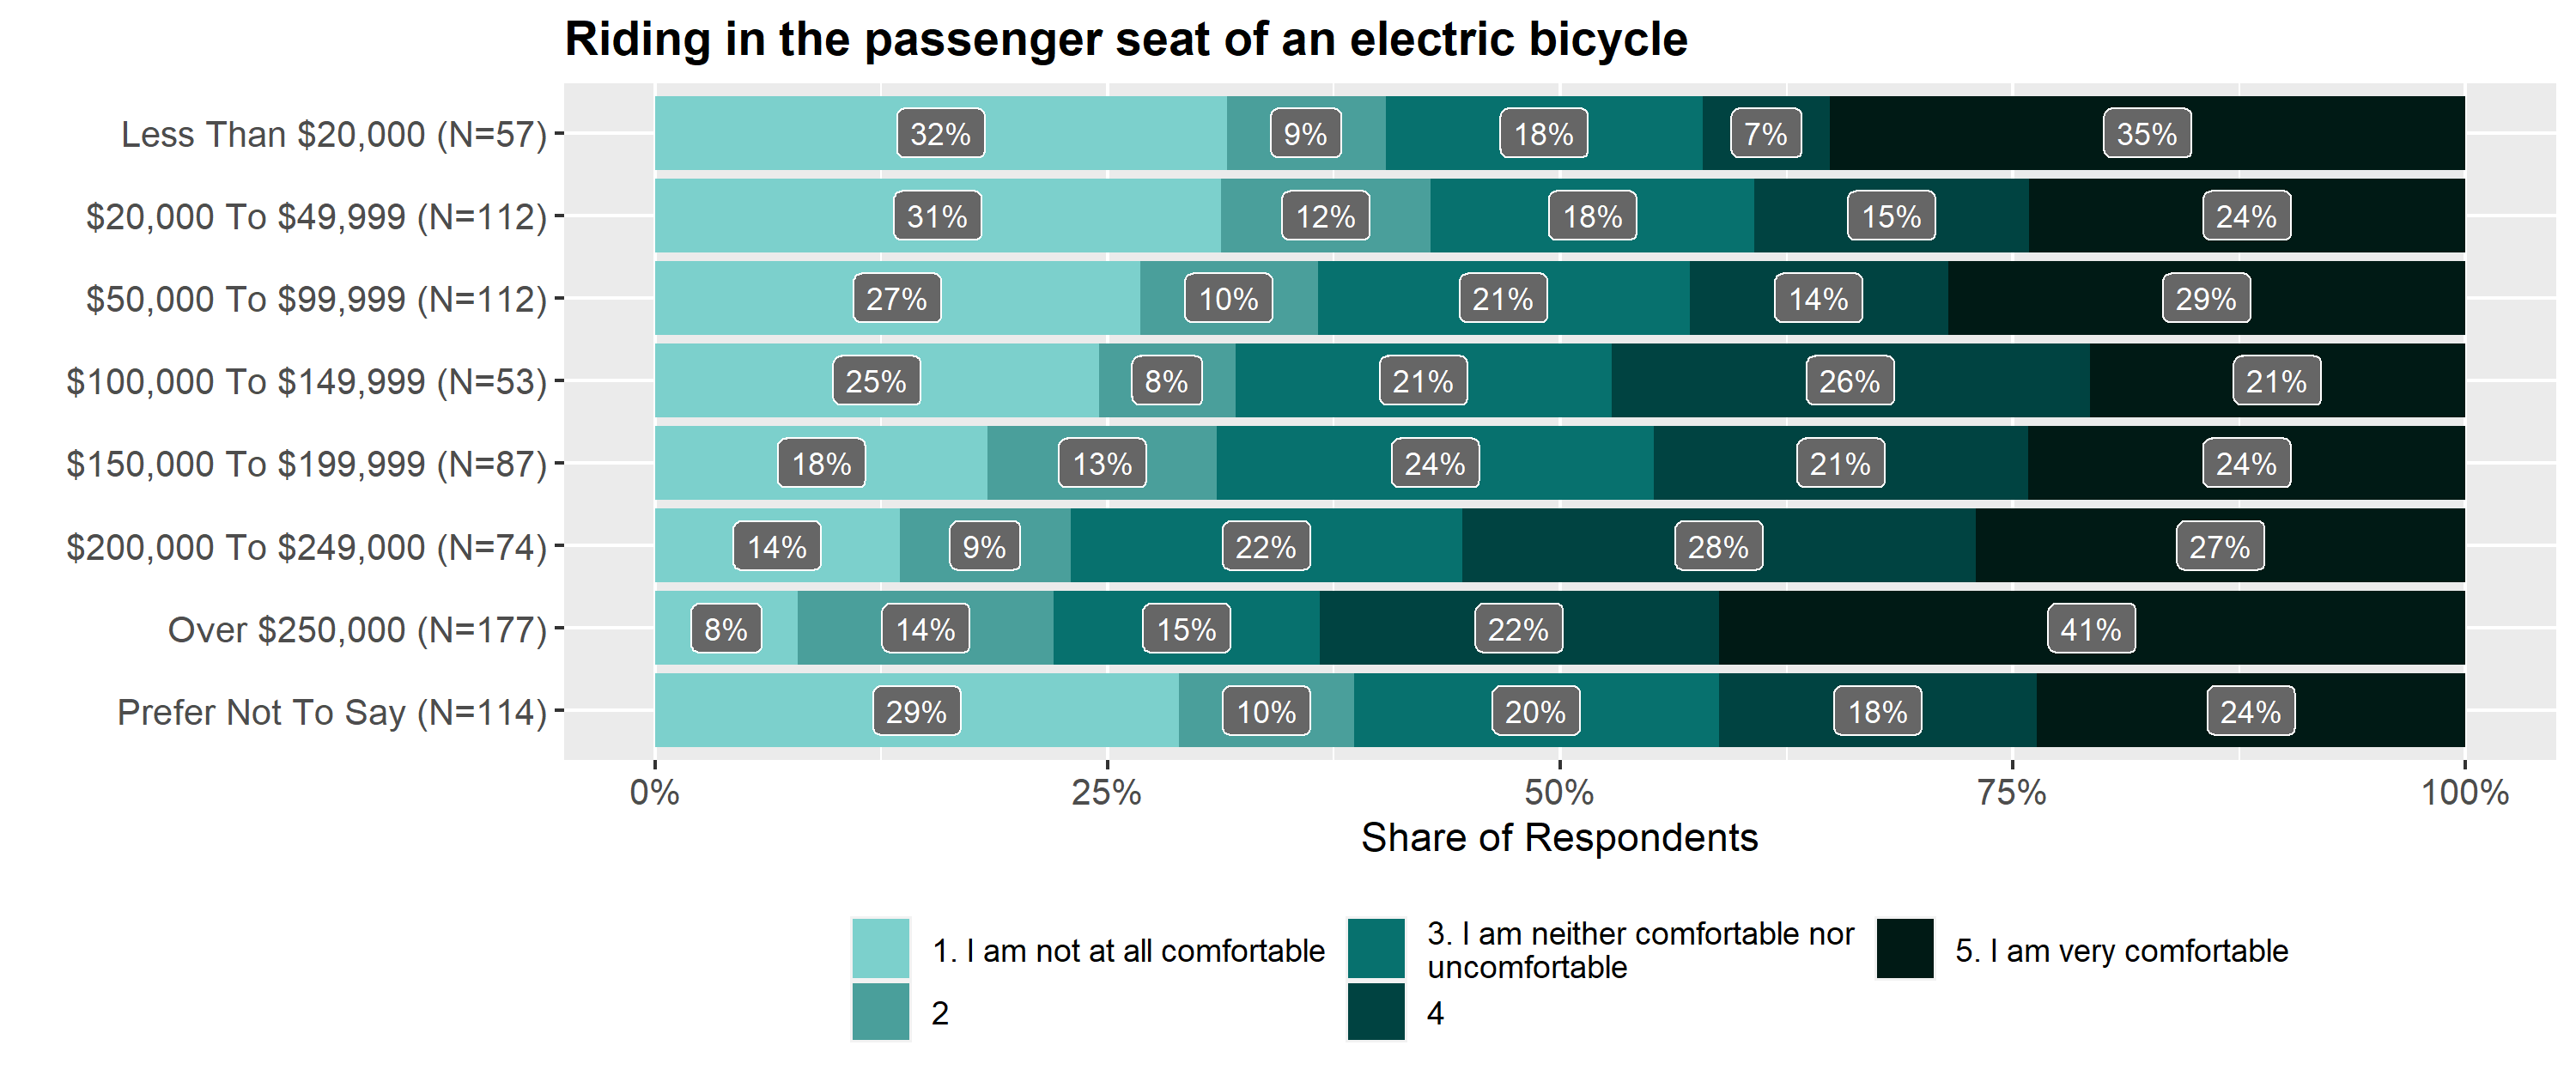 Riding in the passenger seat of an electric bicycle
Less Than $20,000 (N=57) 32% 9% 18% 7% 35%
$20,000 To $49,999 (N=112) 31% 12% 18% 15% 24%
$50,000 To $99,999 (N=112) 27% 10% 21% 14% 29%
$100,000 To $149,999 (N=53) 25% 8% 21% 26% 21%
$150,000 To $199,999 (N=87) 18% 13% 24% 21% 24%
$200,000 To $249,000 (N=74) 14% 9% 22% 28% 27%
Over $250,000 (N=177) 8% 14% 15% 22% 41%
Prefer Not To Say (N=114) 29% 10% 20% 18% 24%
0% 25% 50% 75% 100%
Share of Respondents
1. I am not at all comfortable
2
3. I am neither comfortable nor
uncomfortable
4
5. I am very comfortable